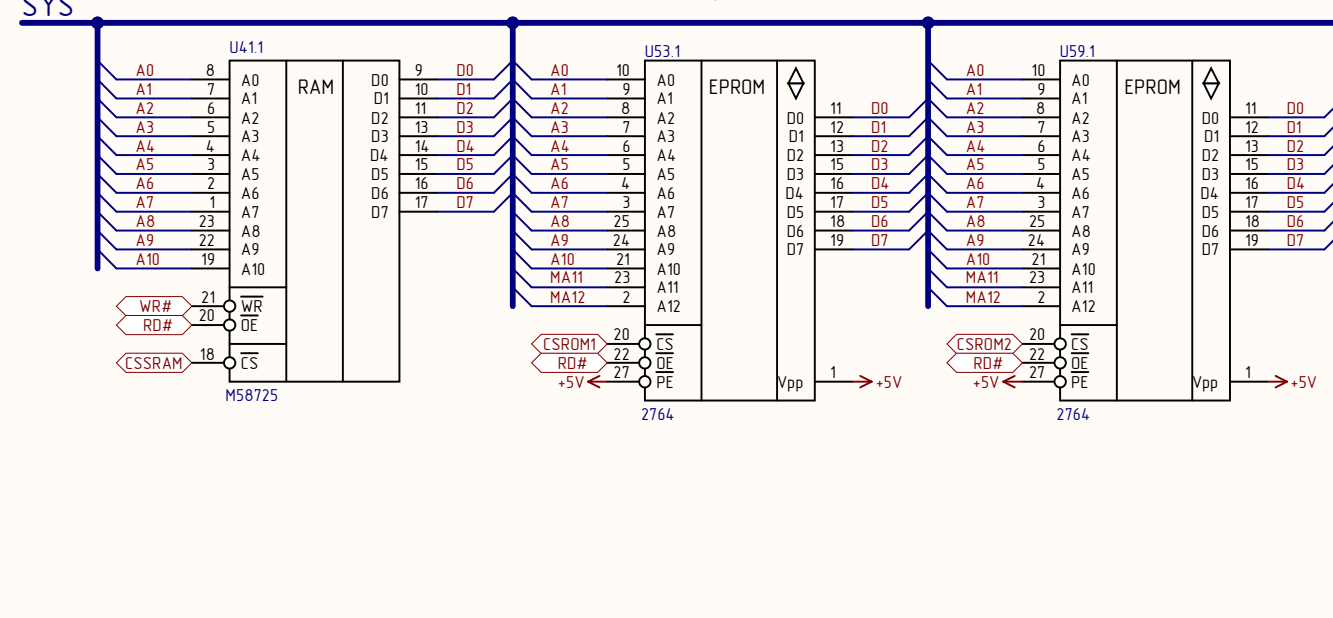 SYS
U41.1
RAM
A0 8 A0
A1 7 A1
A2 6 A2
A3 5 A3
A4 4 A4
A5 3 A5
A6 2 A6
A7 1 A7
A8 23 A8
A9 22 A9
A10 19 A10
WR# 21 WR
RD# 20 OE
CSSRAM 18 CS
D0 9 D0
D1 10 D1
D2 11 D2
D3 13 D3
D4 14 D4
D5 15 D5
D6 16 D6
D7 17 D7
M58725
U53.1
EPROM
A0 10 A0
A1 9 A1
A2 8 A2
A3 7 A3
A4 6 A4
A5 5 A5
A6 4 A6
A7 3 A7
A8 25 A8
A9 24 A9
A10 21 A10
MA11 23 A11
MA12 2 A12
CSROM1 20 CS
RD# 22 OE
+5V 27 PE
D0 11 D0
D1 12 D1
D2 13 D2
D3 15 D3
D4 16 D4
D5 17 D5
D6 18 D6
D7 19 D7
Vpp 1 +5V
2764
U59.1
EPROM
A0 10 A0
A1 9 A1
A2 8 A2
A3 7 A3
A4 6 A4
A5 5 A5
A6 4 A6
A7 3 A7
A8 25 A8
A9 24 A9
A10 21 A10
MA11 23 A11
MA12 2 A12
CSROM2 20 CS
RD# 22 OE
+5V 27 PE
D0 11 D0
D1 12 D1
D2 13 D2
D3 15 D3
D4 16 D4
D5 17 D5
D6 18 D6
D7 19 D7
Vpp 1 +5V
2764